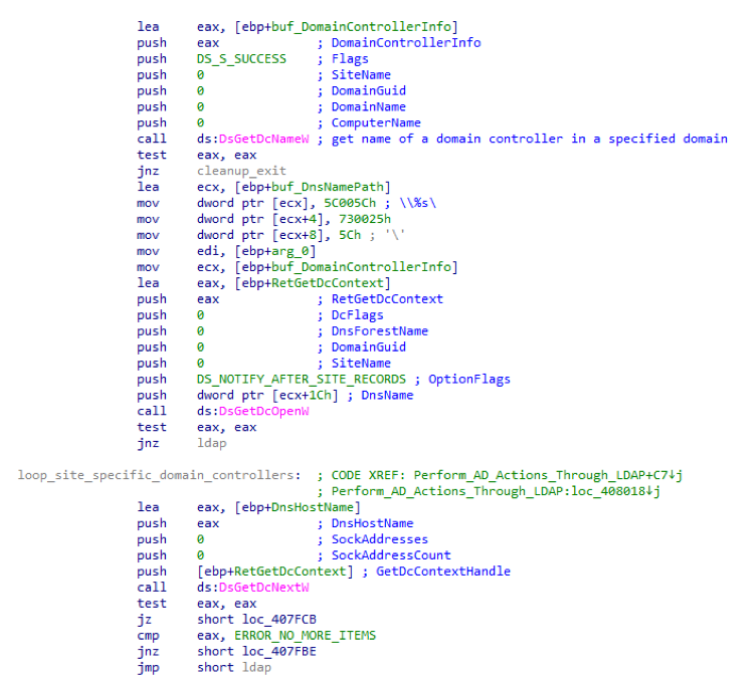 lea eax, [ebp+buf_DomainControllerInfo]
push eax ; DomainControllerInfo
push DS_S_SUCCESS ; Flags
push 0 ; SiteName
push 0 ; DomainGuid
push 0 ; DomainName
push 0 ; ComputerName
call ds:DsGetDcNameW ; get name of a domain controller in a specified domain
test eax, eax
jnz cleanup_exit
lea ecx, [ebp+buf_DnsNamePath]
mov dword ptr [ecx], 5C005Ch ; \\%s\
mov dword ptr [ecx+4], 730025h
mov dword ptr [ecx+8], 5Ch ; '\'
mov edi, [ebp+arg_0]
mov ecx, [ebp+buf_DomainControllerInfo]
lea eax, [ebp+RetGetDcContext]
push eax ; RetGetDcContext
push 0 ; DcFlags
push 0 ; DnsForestName
push 0 ; DomainGuid
push 0 ; SiteName
push DS_NOTIFY_AFTER_SITE_RECORDS ; OptionFlags
push dword ptr [ecx+1Ch] ; DnsName
call ds:DsGetDcOpenW
test eax, eax
jnz ldap
loop_site_specific_domain_controllers: ; CODE XREF: Perform_AD_Actions_Through_LDAP+C7↓j
; Perform_AD_Actions_Through_LDAP:loc_408018↓j
lea eax, [ebp+DnsHostName]
push eax ; DnsHostName
push 0 ; SockAddresses
push 0 ; SockAddressCount
push [ebp+RetGetDcContext] ; GetDcContextHandle
call ds:DsGetDcNextW
test eax, eax
jz short loc_407FCB
cmp eax, ERROR_NO_MORE_ITEMS
jnz short loc_407FBE
jmp short ldap